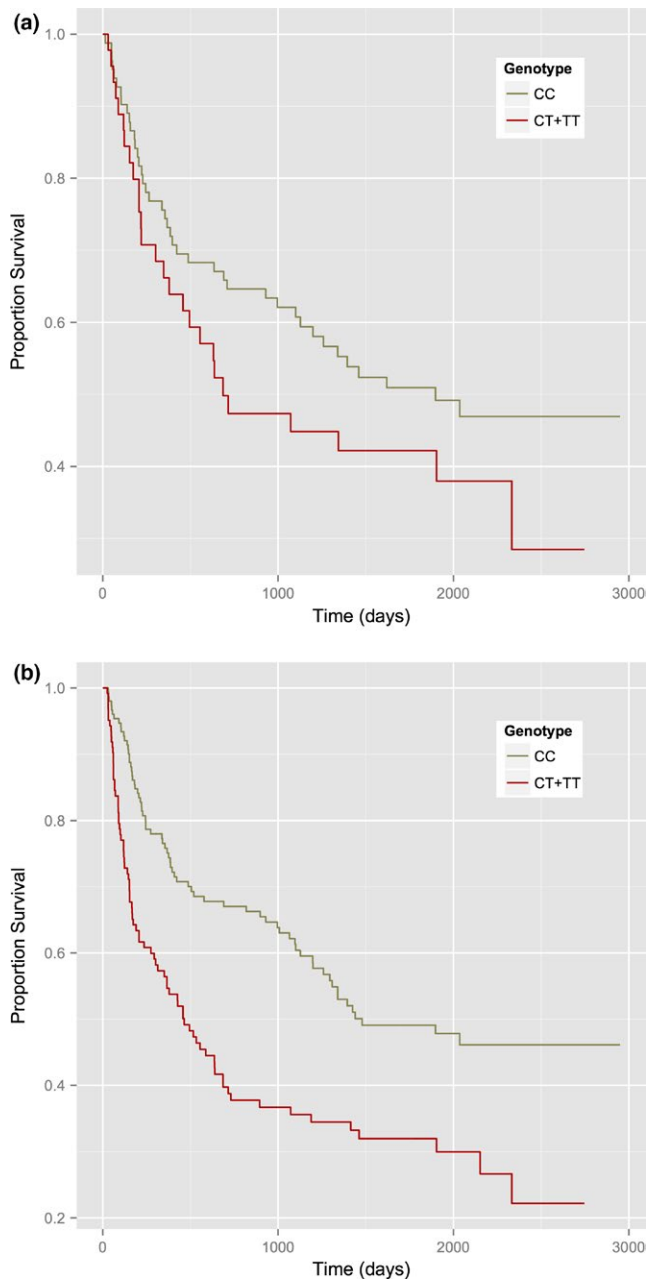 (a)
1.0
0.8
0.6
0.4
Proportion Survival
Genotype
CC
CT+TT
0
1000
2000
3000
Time (days)
(b)
1.0
0.8
0.6
0.4
0.2
Proportion Survival
Genotype
CC
CT+TT
0
1000
2000
3000
Time (days)